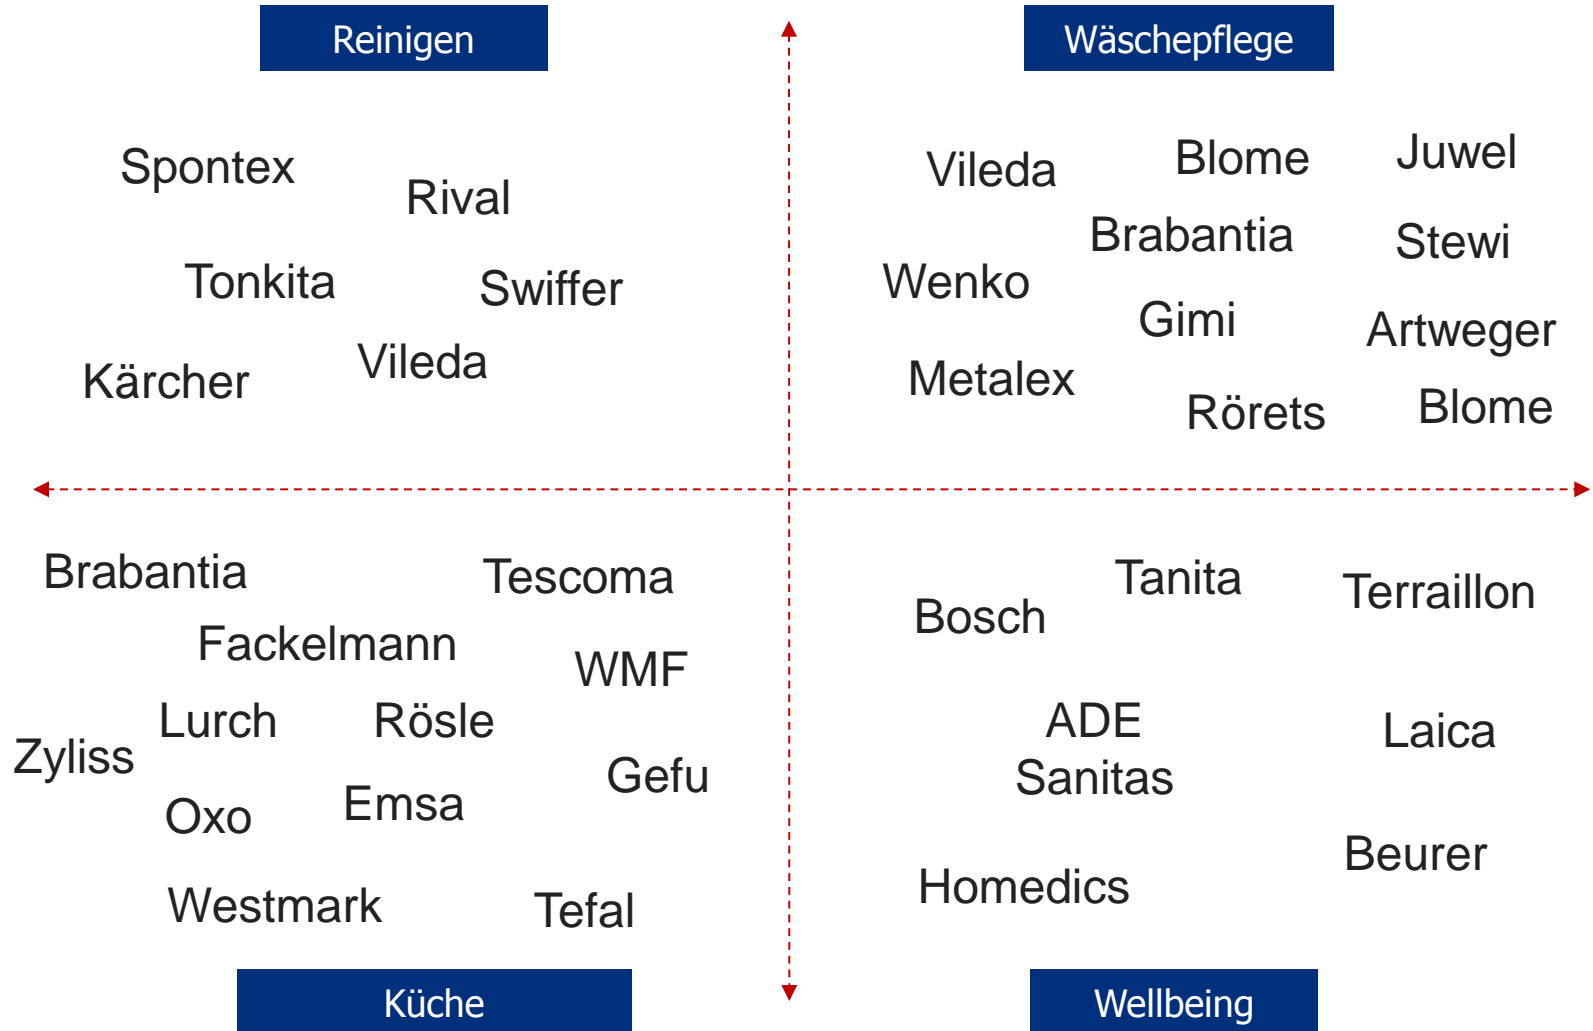 Reinigen
Spontex
Rival
Tonkita
Swiffer
Vileda
Kärcher
Wäschepflege
Vileda
Blome
Juwel
Brabantia
Stewi
Wenko
Gimi
Artweger
Metalex
Rörets
Blome
Brabantia
Tescoma
Fackelmann
WMF
Lurch
Rösle
Zyliss
Gefu
Oxo
Emsa
Westmark
Tefal
Küche
Tanita
Terraillon
Bosch
ADE
Laica
Sanitas
Beurer
Homedics
Wellbeing